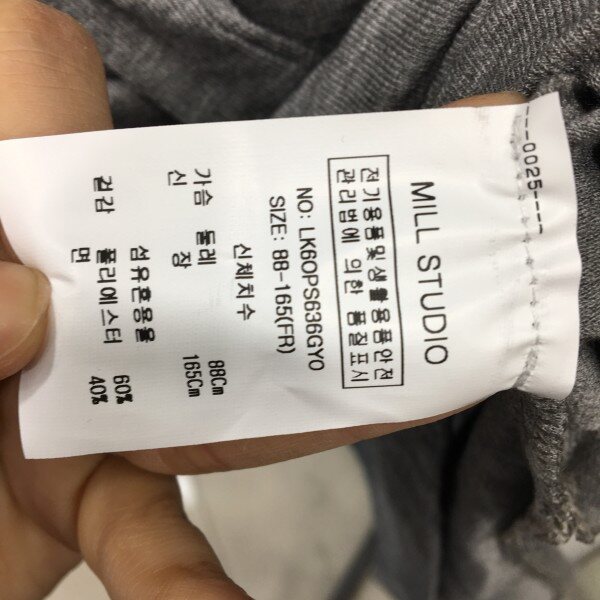 ----0025----
MILL STUDIO
전기용품및생활용품안전
관리법에 의한 품질표시
NO: LK6OPS636GYO
SIZE: 88-165(FR)
신체치수
가슴 둘레 88Cm
신 장 165Cm
섬유혼용율
겉감 폴리에스터 60%
면 40%